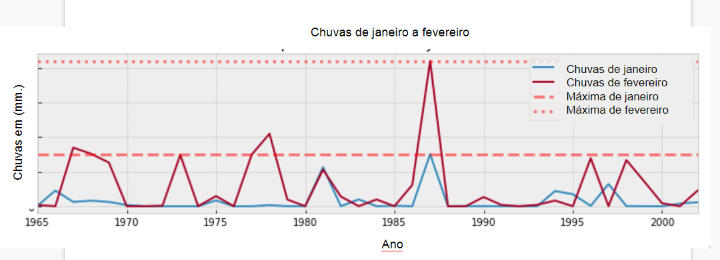 Chuvas de janeiro a fevereiro
Chuvas de janeiro
Chuvas de fevereiro
Máxima de janeiro
Máxima de fevereiro
Chuvas em (mm.)
1965 1970 1975 1980 1985 1990 1995 2000
Ano